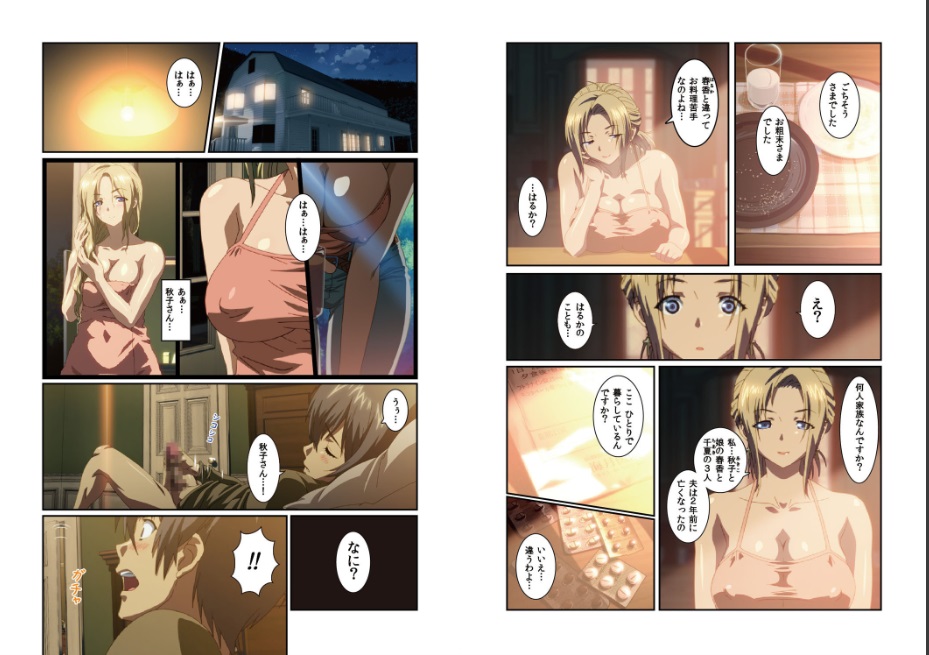 ごちそう
さまでした
お粗末さま
でした
春香と違って
お料理苦手
なのよね…
…はるか?
え?
はるかの
ことも…
何人家族なんですか?
私…秋子と
娘の春香と
千夏の3人
夫は2年前に
亡くなったの
ここ ひとりで
暮らしているん
ですか?
いいえ…
違うわよ…
はぁ…
はぁ…
はぁ…はぁ…
あぁ…
秋子さん…
うぅ…
秋子さん…!
なに?
!!
ガチャ